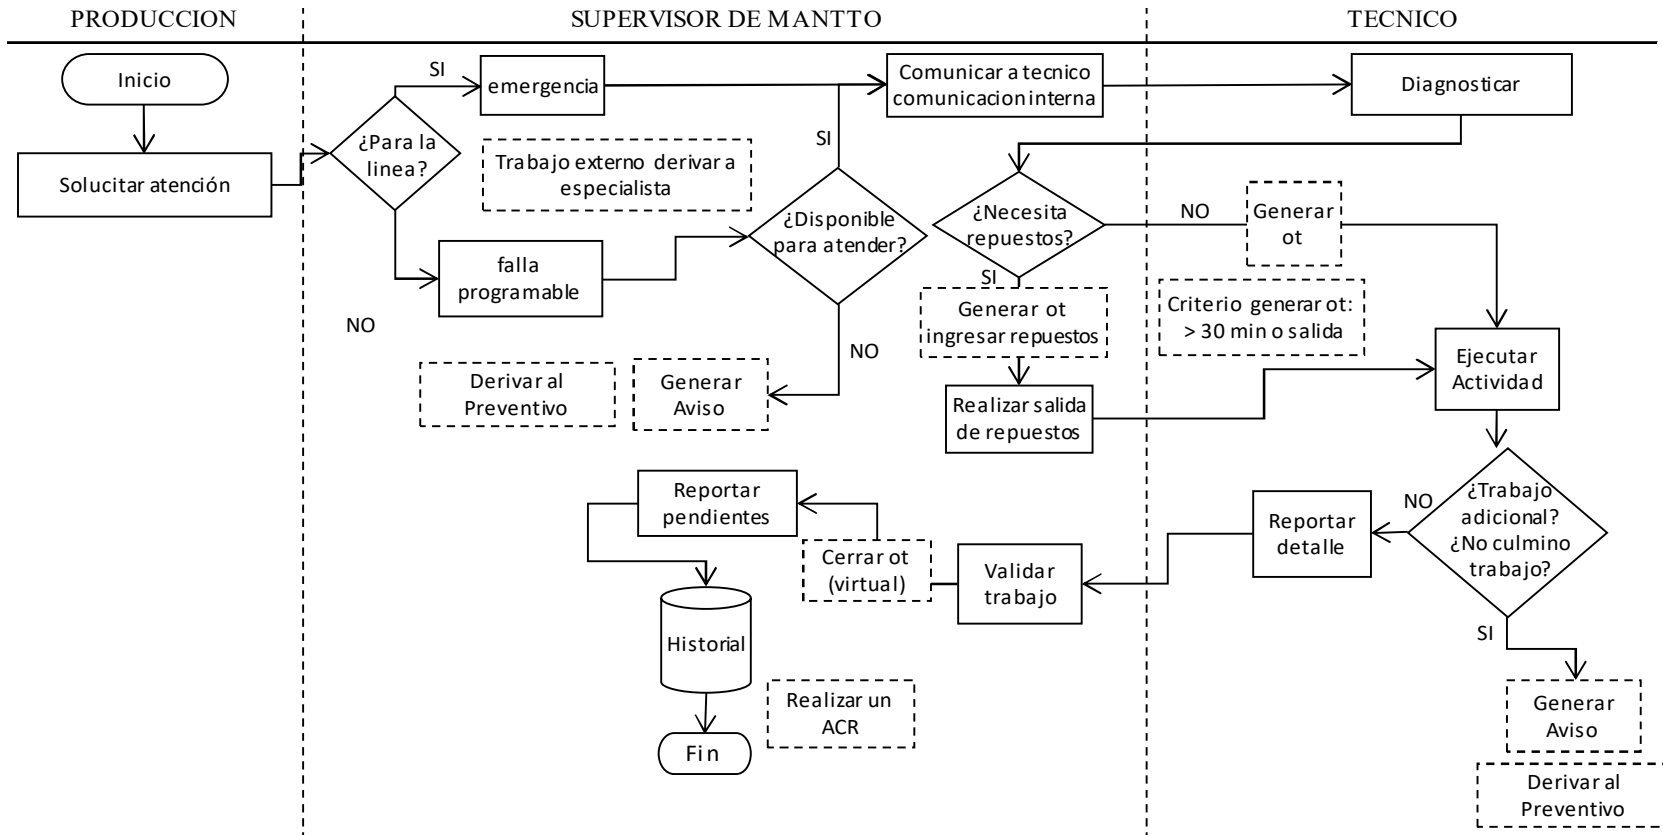 PRODUCCION
SUPERVISOR DE MANTTO
TECNICO
Inicio
Solucitar atención
¿Para la
linea?
SI
NO
emergencia
Trabajo externo derivar a
especialista
falla
programable
¿Disponible
para atender?
SI
NO
Derivar al
Preventivo
Generar
Aviso
Comunicar a tecnico
comunicacion interna
Diagnosticar
¿Necesita
repuestos?
NO
SI
Generar
ot
Generar ot
ingresar repuestos
Criterio generar ot:
> 30 min o salida
Realizar salida
de repuestos
Ejecutar
Actividad
¿Trabajo
adicional?
¿No culmino
trabajo?
NO
SI
Reportar
detalle
Validar
trabajo
Cerrar ot
(virtual)
Reportar
pendientes
Historial
Realizar un
ACR
Fin
Generar
Aviso
Derivar al
Preventivo